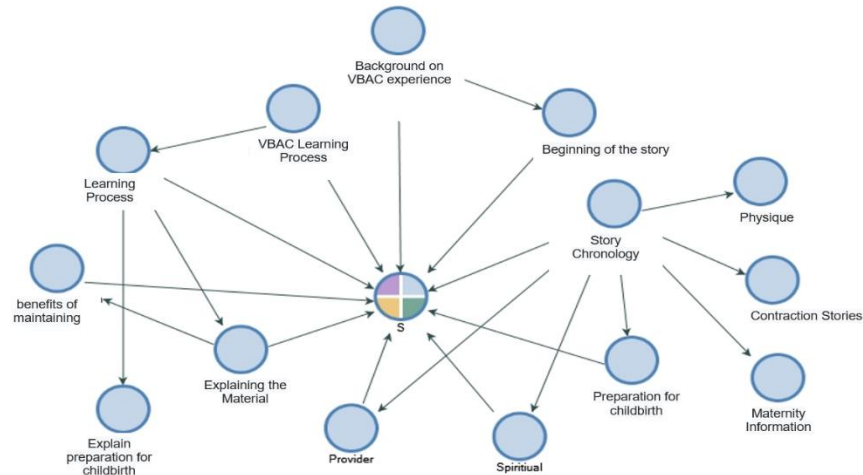 Background on
VBAC experience
VBAC Learning
Process
Beginning of the story
Learning
Process
Physique
Story
Chronology
benefits of
maintaining
S
Contraction Stories
Explaining the
Material
Preparation for
childbirth
Maternity
Information
Explain
preparation for
childbirth
Provider
Spiritiual